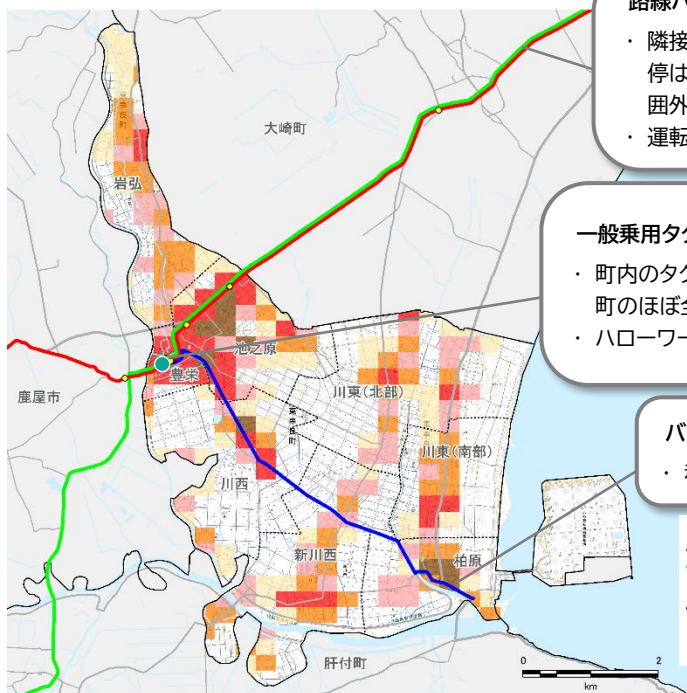 路線バ
・ 隣接
停は
囲外
・ 運転
大崎町
岩弘
一般乗用タク
・ 町内のタク
町のほぼ全
・ ハローワー
池之原
豊栄
鹿屋市
川東(北部)
川東(南部)
川西
バ
新川西
柏原
肝付町
0 2
km